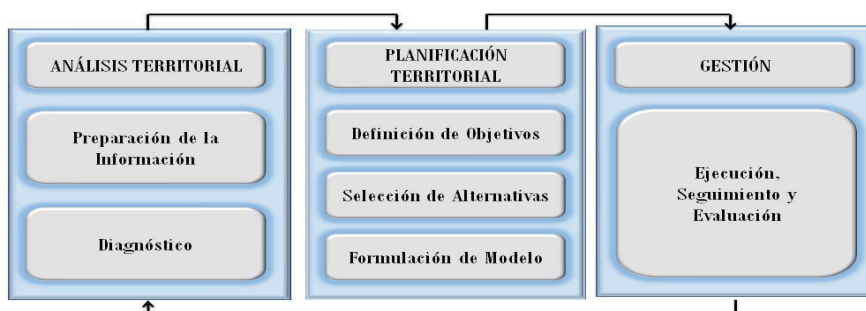 ANÁLISIS TERRITORIAL
Preparación de la
Información
Diagnóstico
PLANIFICACIÓN
TERRITORIAL
Definición de Objetivos
Selección de Alternativas
Formulación de Modelo
GESTIÓN
Ejecución,
Seguimiento y
Evaluación